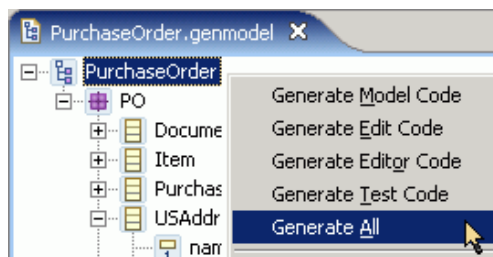 PurchaseOrder.genmodel
PurchaseOrder
PO
Docume
Item
Purchas
USAddr
nam
Generate Model Code
Generate Edit Code
Generate Editor Code
Generate Test Code
Generate All